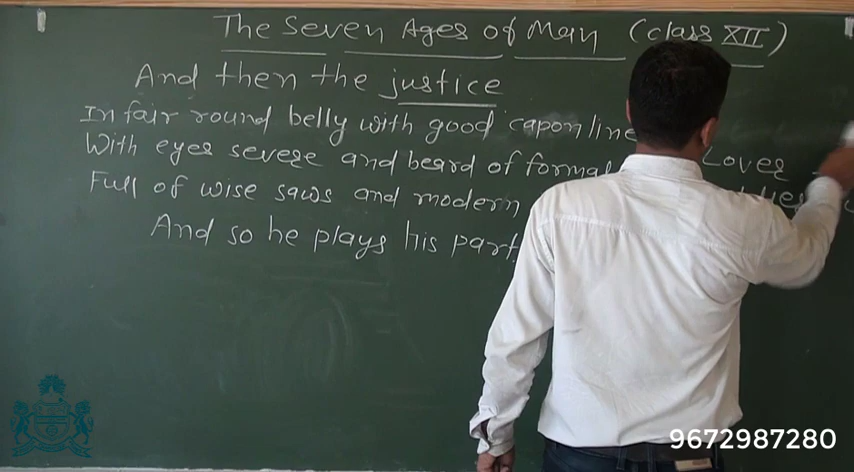 The Seven Ages of Man (class XII)
And then the justice
In fair round belly with good capon line
With eyes severe and beard of formal
Full of wise saws and modern
And so he plays his part
Lover
9672987280